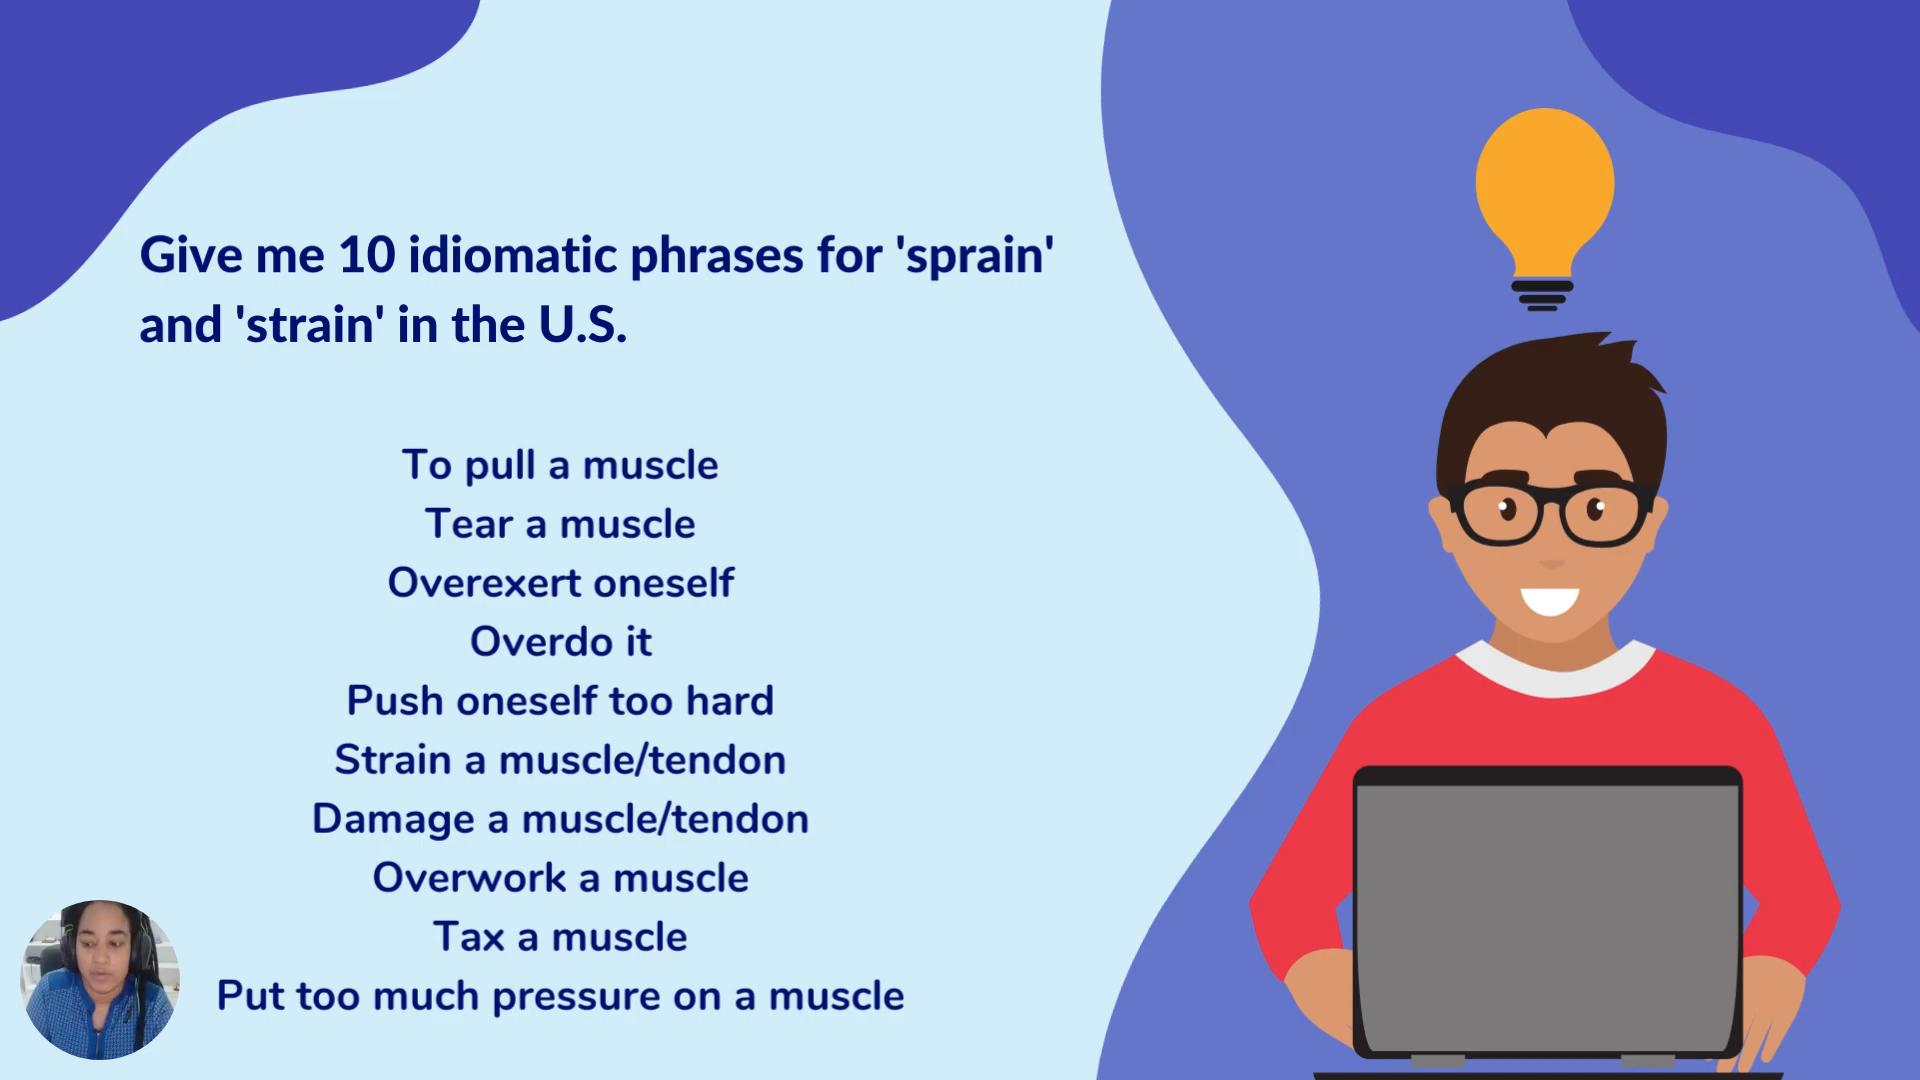 Give me 10 idiomatic phrases for 'sprain'
and 'strain' in the U.S.
To pull a muscle
Tear a muscle
Overexert oneself
Overdo it
Push oneself too hard
Strain a muscle/tendon
Damage a muscle/tendon
Overwork a muscle
Tax a muscle
Put too much pressure on a muscle